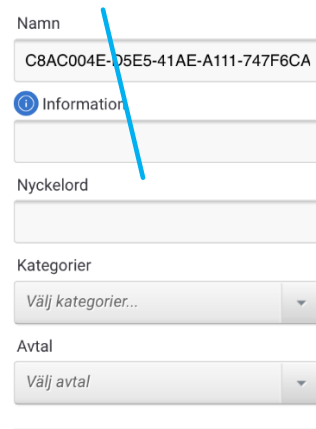 Namn
C8AC004E-D5E5-41AE-A111-747F6CA
Information
Nyckelord
Kategorier
Välj kategorier...
Avtal
Välj avtal